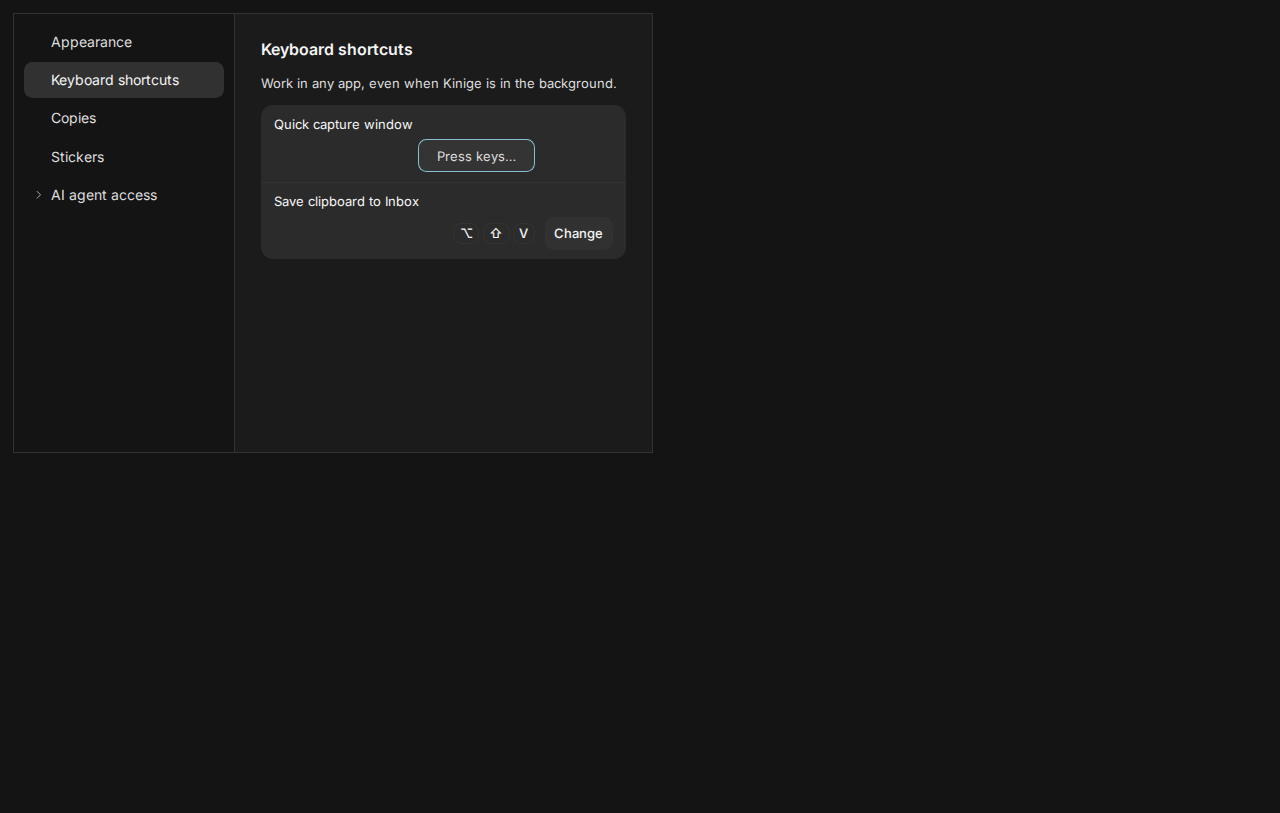 Appearance
Keyboard shortcuts
Copies
Stickers
AI agent access
Keyboard shortcuts
Work in any app, even when Kinige is in the background.
Quick capture window
Press keys...
Save clipboard to Inbox
⌥ ⇧ V Change